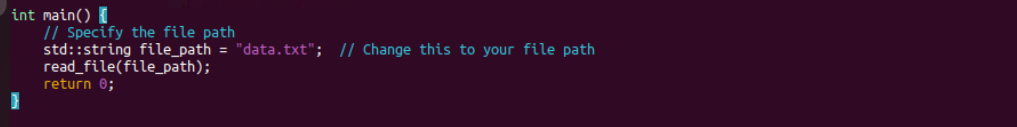 int main() {
    // Specify the file path
    std::string file_path = "data.txt";  // Change this to your file path
    read_file(file_path);
    return 0;
}